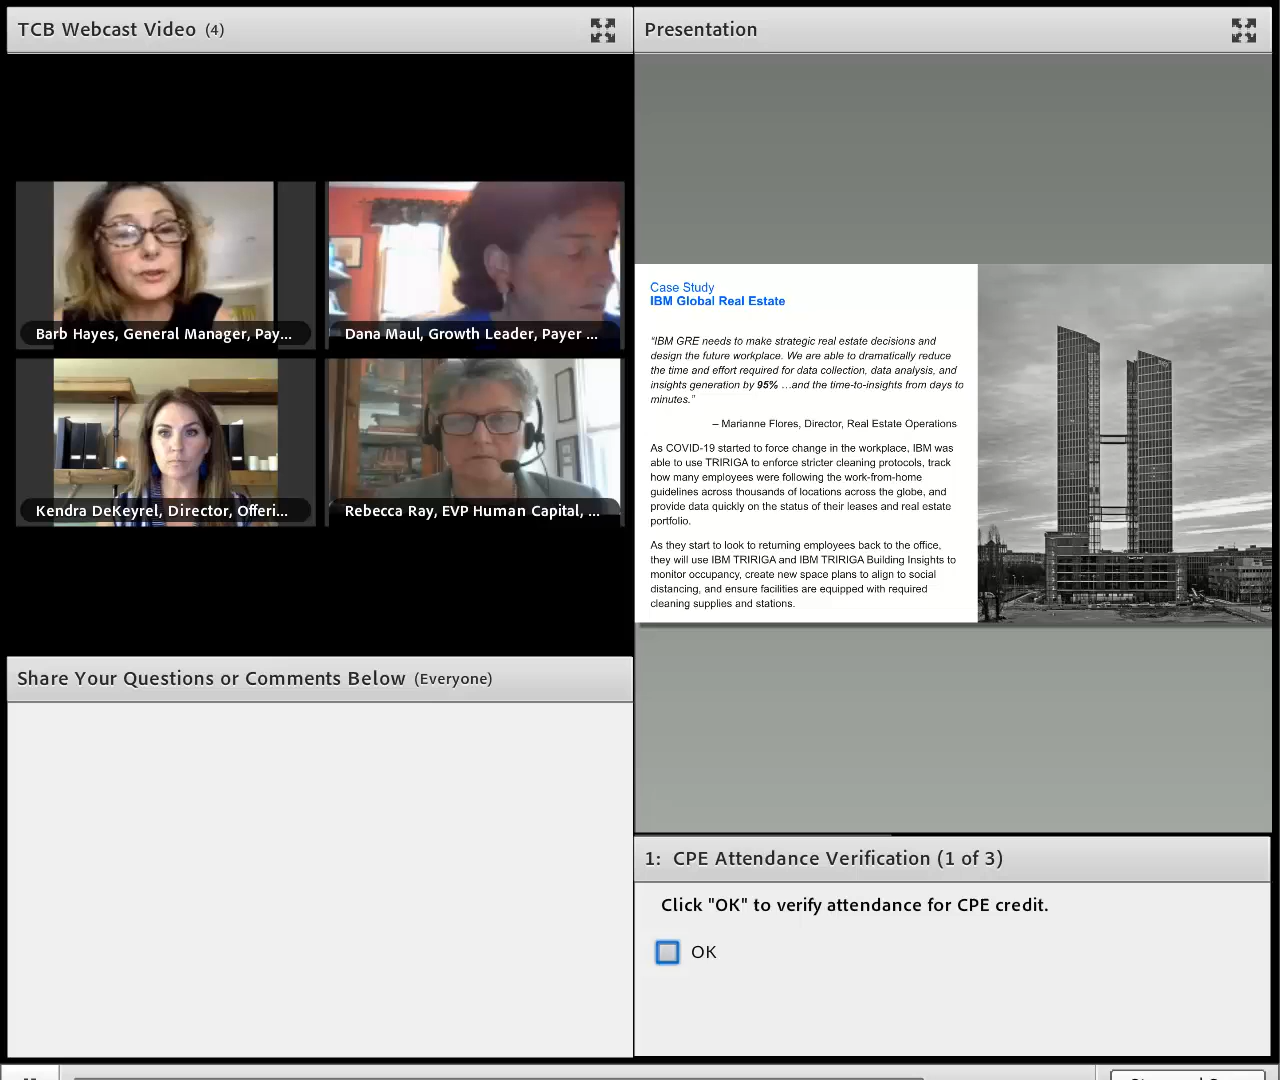 TCB Webcast Video (4)
Presentation
Barb Hayes, General Manager, Pay...
Dana Maul, Growth Leader, Payer ...
Kendra DeKeyrel, Director, Offeri...
Rebecca Ray, EVP Human Capital, ...
Case Study
IBM Global Real Estate
"IBM GRE needs to make strategic real estate decisions and
design the future workplace. We are able to dramatically reduce
the time and effort required for data collection, data analysis, and
insights generation by 95% ...and the time-to-insights from days to
minutes."
– Marianne Flores, Director, Real Estate Operations
As COVID-19 started to force change in the workplace, IBM was
able to use TRIRIGA to enforce stricter cleaning protocols, track
how many employees were following the work-from-home
guidelines across thousands of locations across the globe, and
provide data quickly on the status of their leases and real estate
portfolio.
As they start to look to returning employees back to the office,
they will use IBM TRIRIGA and IBM TRIRIGA Building Insights to
monitor occupancy, create new space plans to align to social
distancing, and ensure facilities are equipped with required
cleaning supplies and stations.
Share Your Questions or Comments Below (Everyone)
1: CPE Attendance Verification (1 of 3)
Click "OK" to verify attendance for CPE credit.
OK